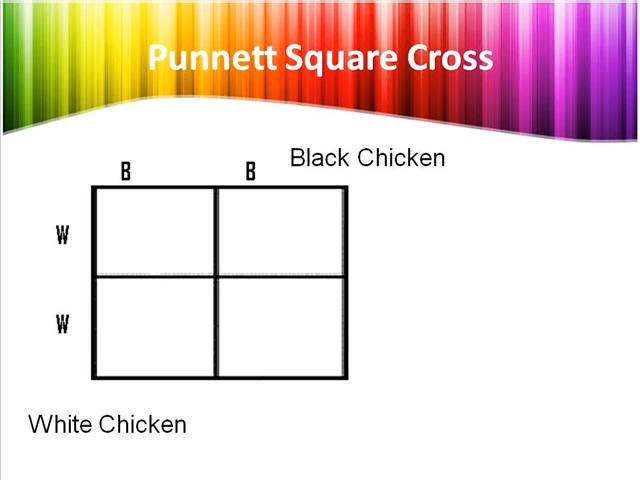 Punnett Square Cross
Black Chicken
B B
W
W
White Chicken